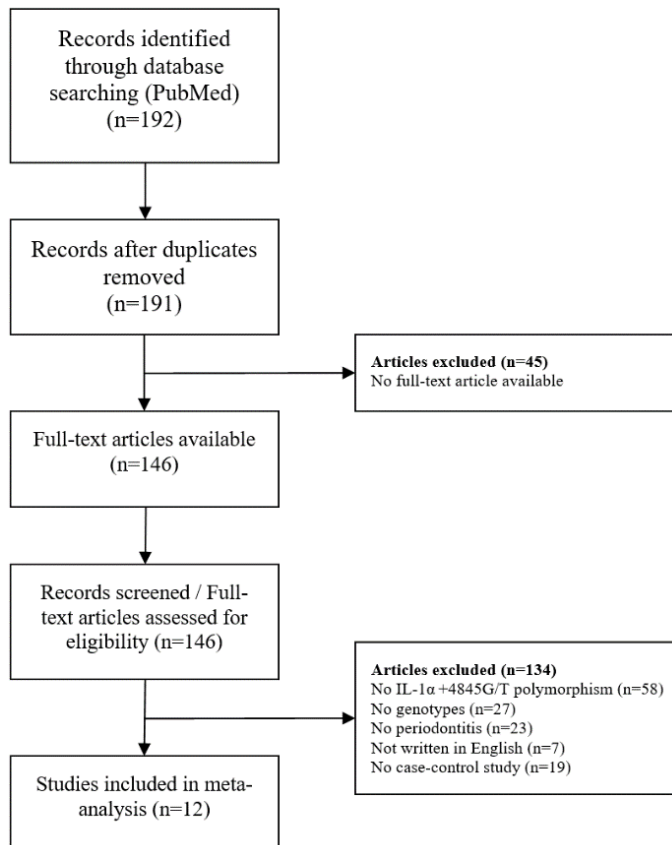 Records identified
through database
searching (PubMed)
(n=192)
Records after duplicates
removed
(n=191)
Articles excluded (n=45)
No full-text article available
Full-text articles available
(n=146)
Records screened / Full-
text articles assessed for
eligibility (n=146)
Articles excluded (n=134)
No IL-1α +4845G/T polymorphism (n=58)
No genotypes (n=27)
No periodontitis (n=23)
Not written in English (n=7)
No case-control study (n=19)
Studies included in meta-
analysis (n=12)